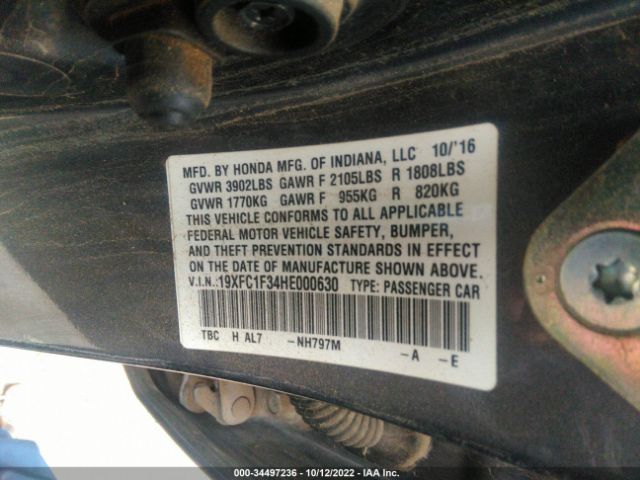 MFD. BY HONDA MFG. OF INDIANA, LLC 10/'16
GVWR 3902LBS GAWR F 2105LBS R 1808LBS
GVWR 1770KG GAWR F 955KG R 820KG
THIS VEHICLE CONFORMS TO ALL APPLICABLE
FEDERAL MOTOR VEHICLE SAFETY, BUMPER,
AND THEFT PREVENTION STANDARDS IN EFFECT
ON THE DATE OF MANUFACTURE SHOWN ABOVE.
V.I.N.:19XFC1F34HE000630 TYPE: PASSENGER CAR
TBC H AL7 -NH797M -A -E
000-34497236 - 10/12/2022 - IAA Inc.